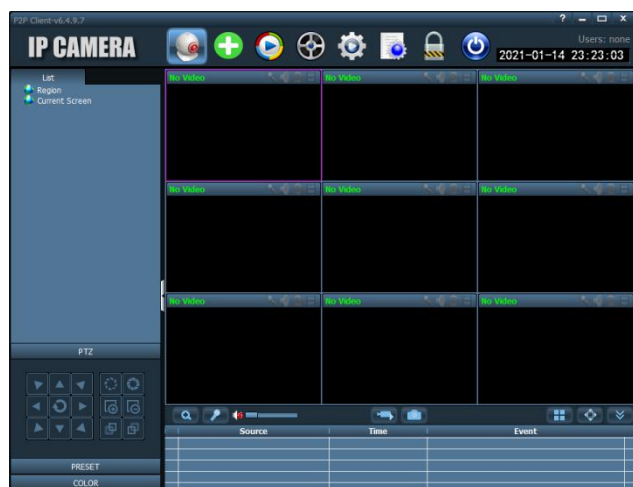 P2P Client-v6.4.9.7
?
IP CAMERA
Users: none
2021-01-14 23:23:03
List
Region
Current Screen
No Video
No Video
No Video
No Video
No Video
No Video
No Video
No Video
No Video
PTZ
Source Time Event
PRESET
COLOR